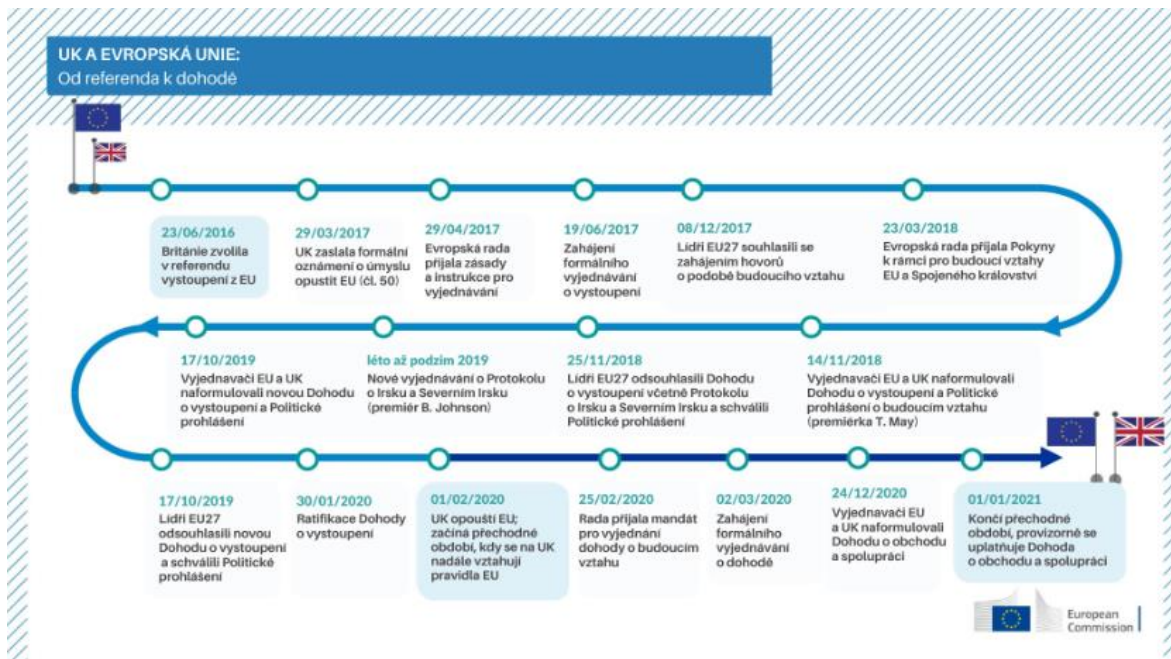 UK A EVROPSKÁ UNIE:
Od referenda k dohodě
23/06/2016
Británie zvolila
v referendu
vystoupení z EU
29/03/2017
UK zaslala formální
oznámení o úmyslu
opustit EU (čl. 50)
29/04/2017
Evropská rada
přijala zásady
a instrukce pro
vyjednávání
19/06/2017
Zahájení
formálního
vyjednávání
o vystoupení
08/12/2017
Lídři EU27 souhlasili se
zahájením hovorů
o podobě budoucího vztahu
23/03/2018
Evropská rada přijala Pokyny
k rámci pro budoucí vztahy
EU a Spojeného království
17/10/2019
Vyjednavači EU a UK
naformulovali novou Dohodu
o vystoupení a Politické
prohlášení
léto až podzim 2019
Nové vyjednávání o Protokolu
o Irsku a Severním Irsku
(premiér B. Johnson)
25/11/2018
Lídři EU27 odsouhlasili Dohodu
o vystoupení včetně Protokolu
o Irsku a Severním Irsku a schválili
Politické prohlášení
14/11/2018
Vyjednavači EU a UK naformulovali
Dohodu o vystoupení a Politické
prohlášení o budoucím vztahu
(premiérka T. May)
17/10/2019
Lídři EU27
odsouhlasili novou
Dohodu o vystoupení
a schválili Politické
prohlášení
30/01/2020
Ratifikace Dohody
o vystoupení
01/02/2020
UK opouští EU;
začíná přechodné
období, kdy se na UK
nadále vztahují
pravidla EU
25/02/2020
Rada přijala mandát
pro vyjednání
dohody o budoucím
vztahu
02/03/2020
Zahájení
formálního
vyjednávání
o dohodě
24/12/2020
Vyjednavači EU
a UK naformulovali
Dohodu o obchodu
a spolupráci
01/01/2021
Končí přechodné
období, provizorně se
uplatňuje Dohoda
o obchodu a spolupráci
European
Commission